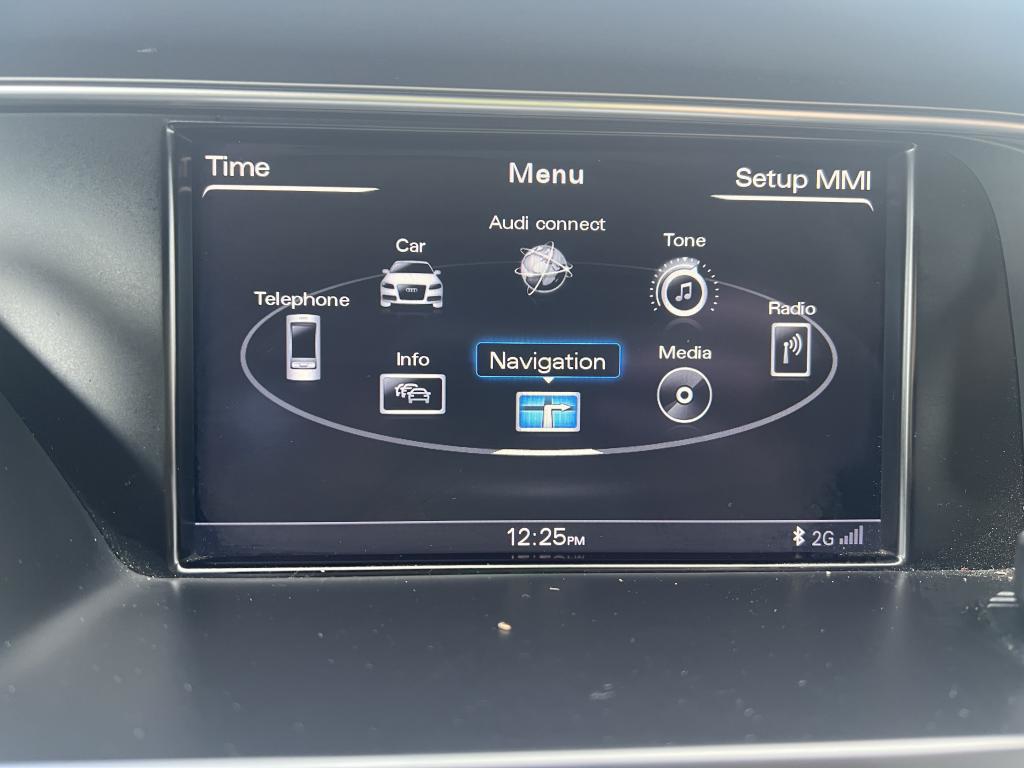 Time
Menu
Setup MMI
Audi connect
Car
Tone
Telephone
Radio
Info
Navigation
Media
12:25PM
2G